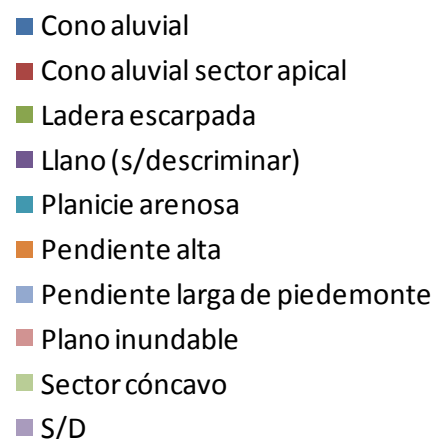 Cono aluvial
Cono aluvial sector apical
Ladera escarpada
Llano (s/descriminar)
Planicie arenosa
Pendiente alta
Pendiente larga de piedemonte
Plano inundable
Sector cóncavo
S/D